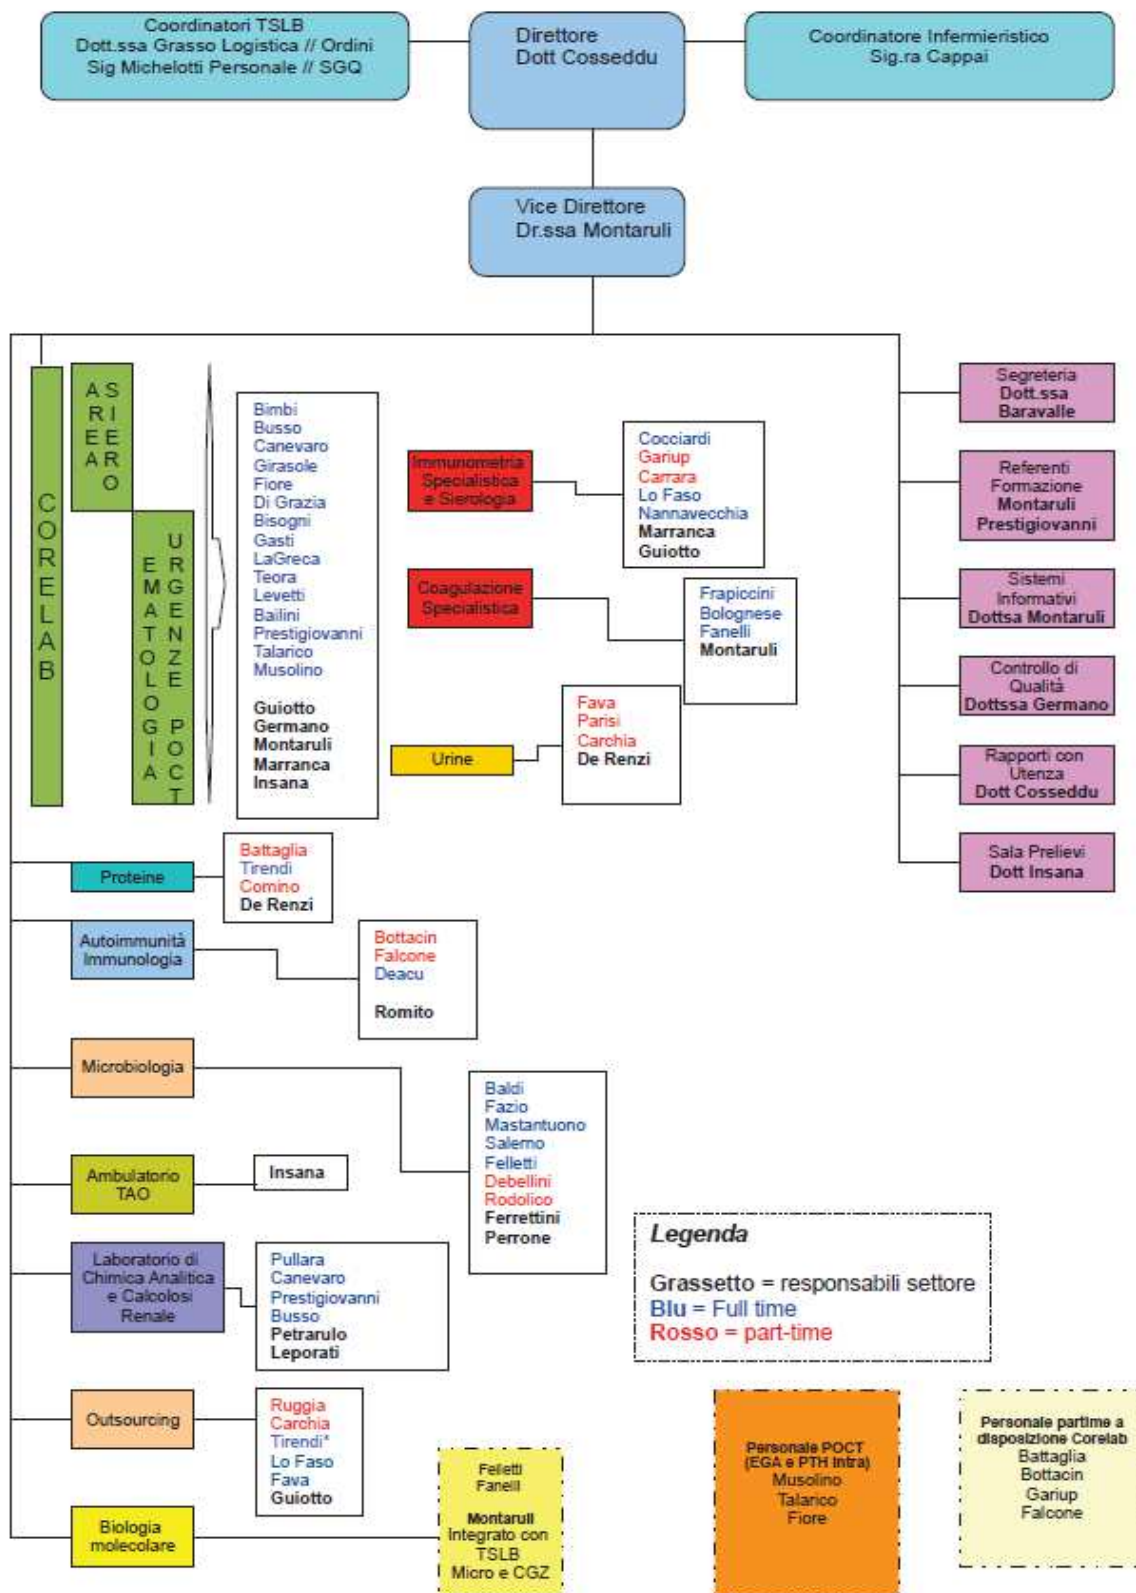 Coordinatori TSLB
Dott.ssa Grasso Logistica // Ordini
Sig Michelotti Personale // SGQ
Direttore
Dott Cosseddu
Coordinatore Infermieristico
Sig.ra Cappai
Vice Direttore
Dr.ssa Montaruli
CORELAB
AREA
SIERO
EMATOLOGIA
URGENZE POCT
Bimbi
Busso
Canevaro
Girasole
Fiore
Di Grazia
Bisogni
Gasti
LaGreca
Teora
Levetti
Bailini
Prestigiovanni
Talarico
Musolino
Guiotto
Germano
Montaruli
Marranca
Insana
Immunometria
Specialistica
e Sierologia
Cocciardi
Gariup
Carrara
Lo Faso
Nannavecchia
Marranca
Guiotto
Coagulazione
Specialistica
Frapiccini
Bolognese
Fanelli
Montaruli
Urine
Fava
Parisi
Carchia
De Renzi
Segreteria
Dott.ssa
Baravalle
Referenti
Formazione
Montaruli
Prestigiovanni
Sistemi
Informativi
Dottsa Montaruli
Controllo di
Qualità
Dottssa Germano
Rapporti con
Utenza
Dott Cosseddu
Sala Prelievi
Dott Insana
Proteine
Battaglia
Tirendi
Comino
De Renzi
Autoimmunità
Immunologia
Bottacin
Falcone
Deacu
Romito
Microbiologia
Baldi
Fazio
Mastantuono
Salerno
Felletti
Debellini
Rodolico
Ferrettini
Perrone
Ambulatorio
TAO
Insana
Laboratorio di
Chimica Analitica
e Calcolosi
Renale
Pullara
Canevaro
Prestigiovanni
Busso
Petrarulo
Leporati
Legenda
Grassetto = responsabili settore
Blu = Full time
Rosso = part-time
Outsourcing
Ruggia
Carchia
Tirendi*
Lo Faso
Fava
Guiotto
Biologia
molecolare
Felletti
Fanelli
Montaruli
Integrato con
TSLB
Micro e CGZ
Personale POCT
(EGA e PTH Intra)
Musolino
Talarico
Fiore
Personale partime a
disposizione Corelab
Battaglia
Bottacin
Gariup
Falcone